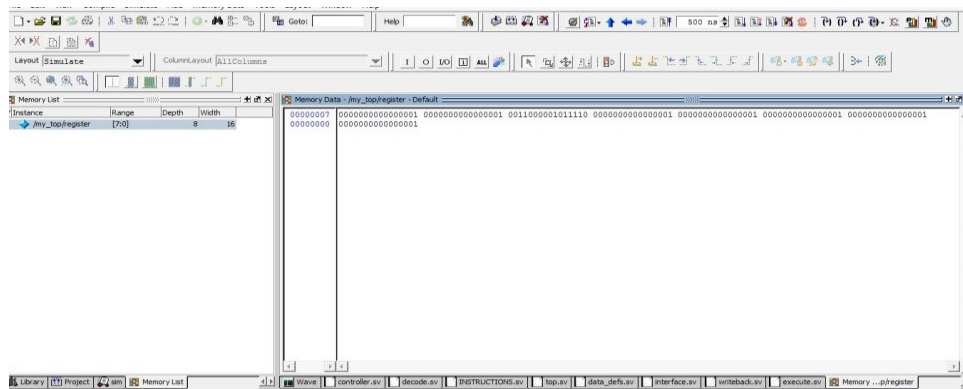 Goto:
Help
500 ns
Layout Simulate
ColumnLayout AllColumns
Memory List
Instance Range Depth Width
/my_top/register [7:0] 8 16
Memory Data - /my_top/register - Default
00000007 0000000000000001 0000000000000001 0011000001011110 0000000000000001 0000000000000001 0000000000000001 0000000000000001
00000000 0000000000000001
Library Project sim Memory List
Wave controller.sv decode.sv INSTRUCTIONS.sv top.sv data_defs.sv interface.sv writeback.sv execute.sv Memory ...p/register